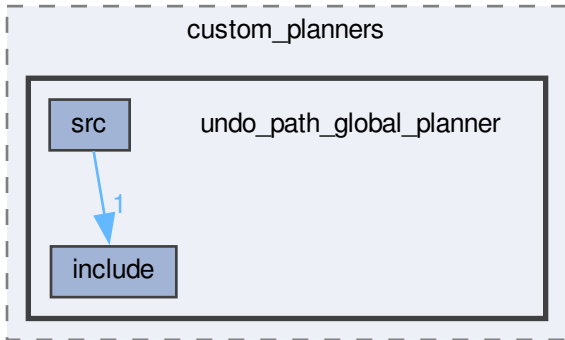 custom_planners
src
undo_path_global_planner
1
include